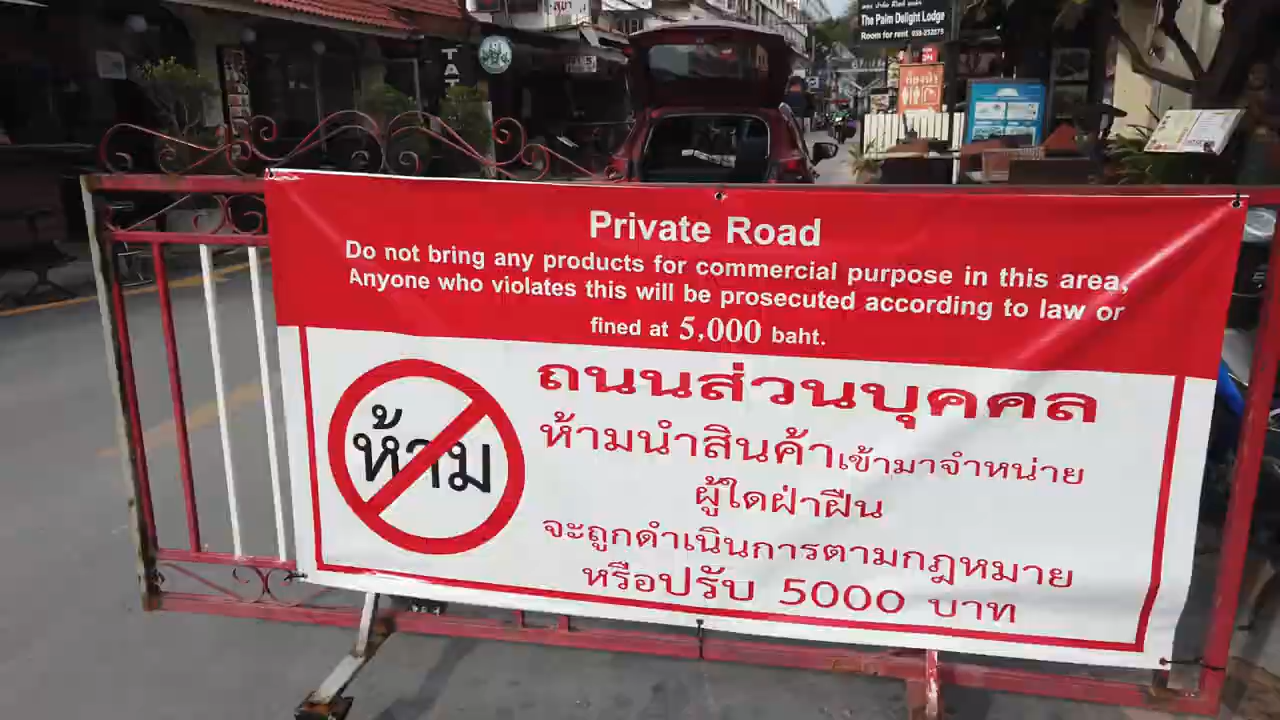 The Palm Delight Lodge
Room for rent 038-232875
TAT
Private Road
Do not bring any products for commercial purpose in this area,
Anyone who violates this will be prosecuted according to law or
fined at 5,000 baht.
ห้าม
ถนนส่วนบุคคล
ห้ามนำสินค้าเข้ามาจำหน่าย
ผู้ใดฝ่าฝืน
จะถูกดำเนินการตามกฎหมาย
หรือปรับ 5000 บาท